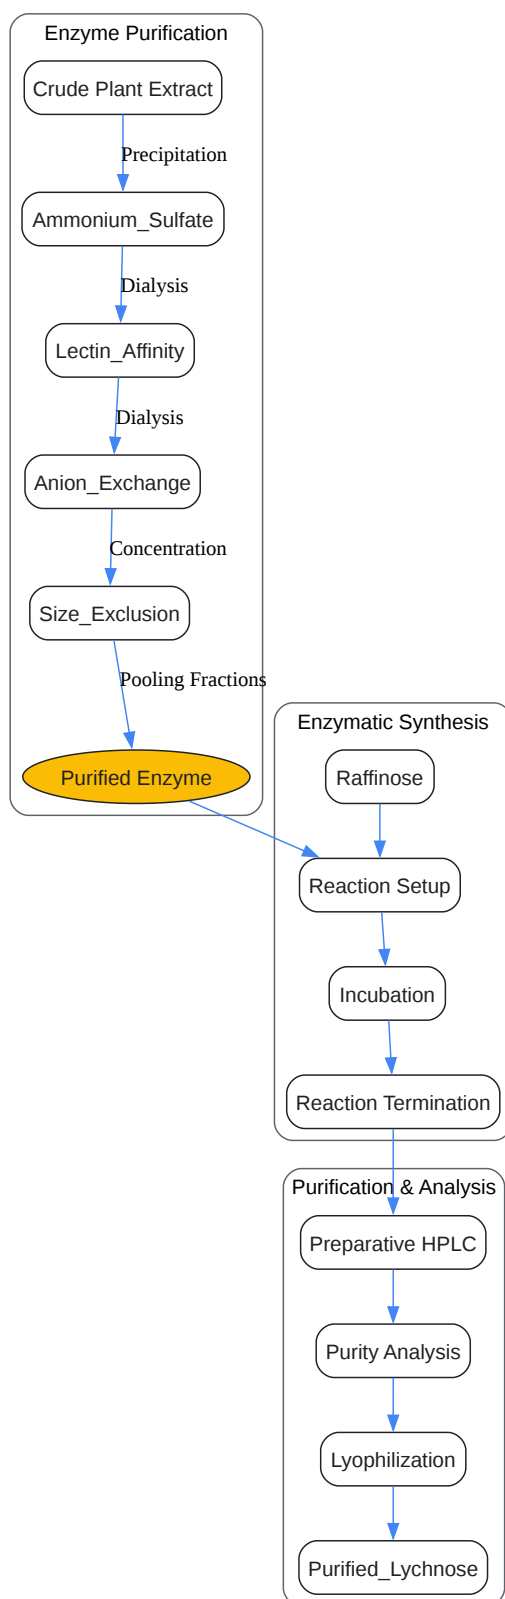 Enzyme Purification
Crude Plant Extract
Precipitation
Ammonium_Sulfate
Dialysis
Lectin_Affinity
Dialysis
Anion_Exchange
Concentration
Size_Exclusion
Pooling Fractions
Purified Enzyme
Enzymatic Synthesis
Raffinose
Reaction Setup
Incubation
Reaction Termination
Purification & Analysis
Preparative HPLC
Purity Analysis
Lyophilization
Purified_Lychnose